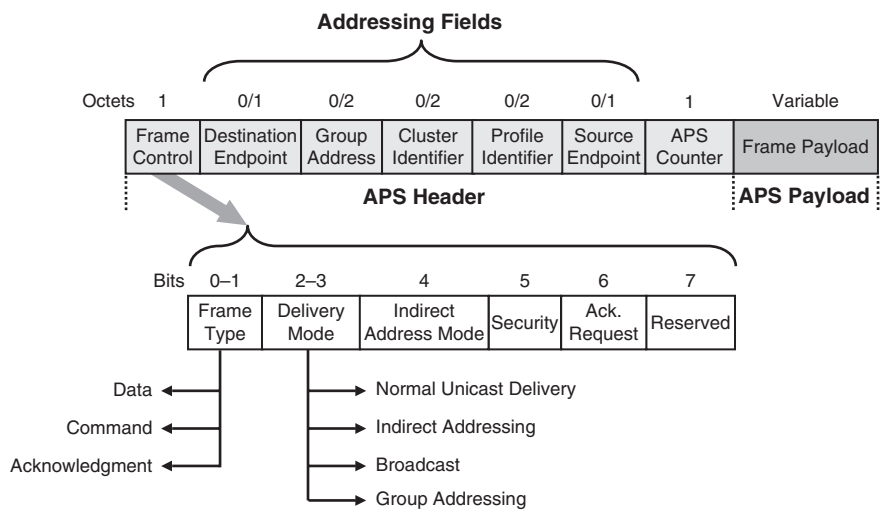 Addressing Fields
Octets 1 0/1 0/2 0/2 0/2 0/1 1 Variable
Frame Control Destination Endpoint Group Address Cluster Identifier Profile Identifier Source Endpoint APS Counter Frame Payload
APS Header APS Payload
Bits 0–1 2–3 4 5 6 7
Frame Type Delivery Mode Indirect Address Mode Security Ack. Request Reserved
Data Normal Unicast Delivery
Command Indirect Addressing
Acknowledgment Broadcast
Group Addressing